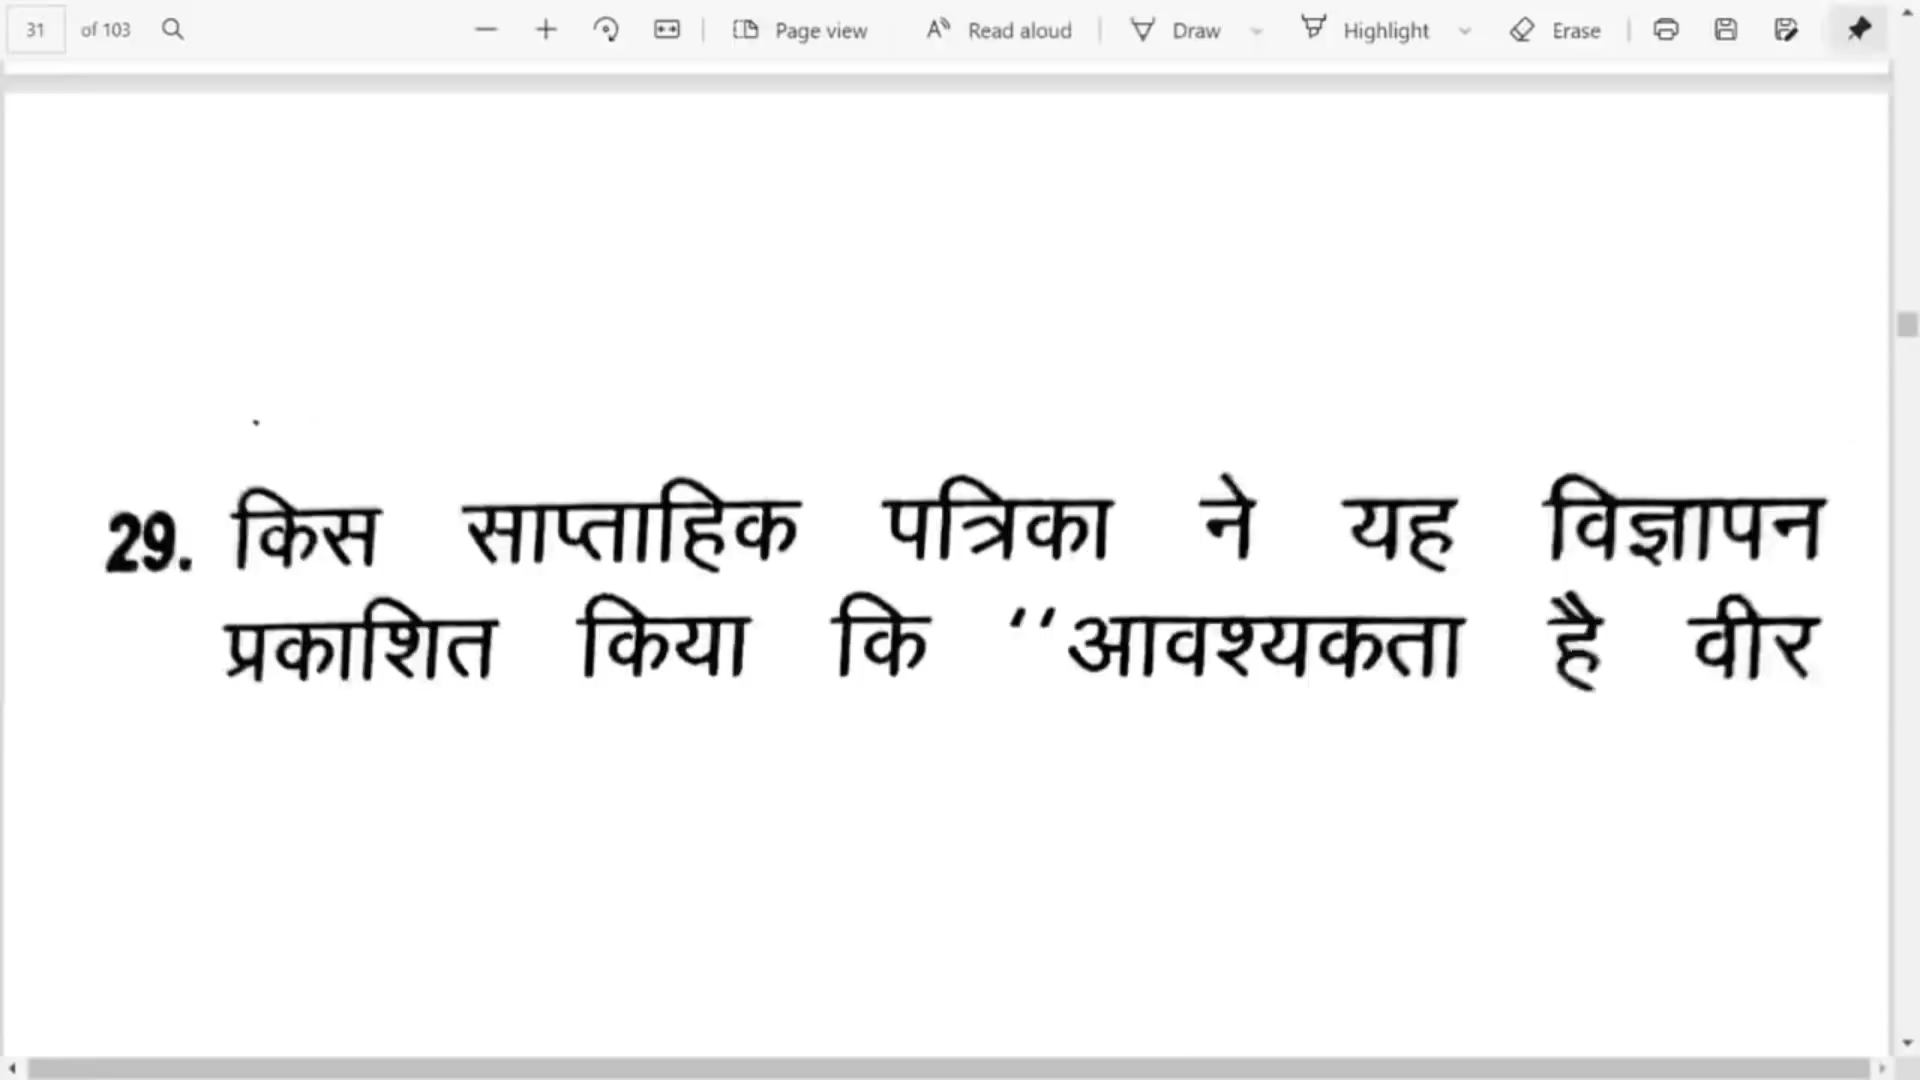 31 of 103 Page view Read aloud Draw Highlight Erase
29. किस साप्ताहिक पत्रिका ने यह विज्ञापन
प्रकाशित किया कि ‘‘आवश्यकता है वीर